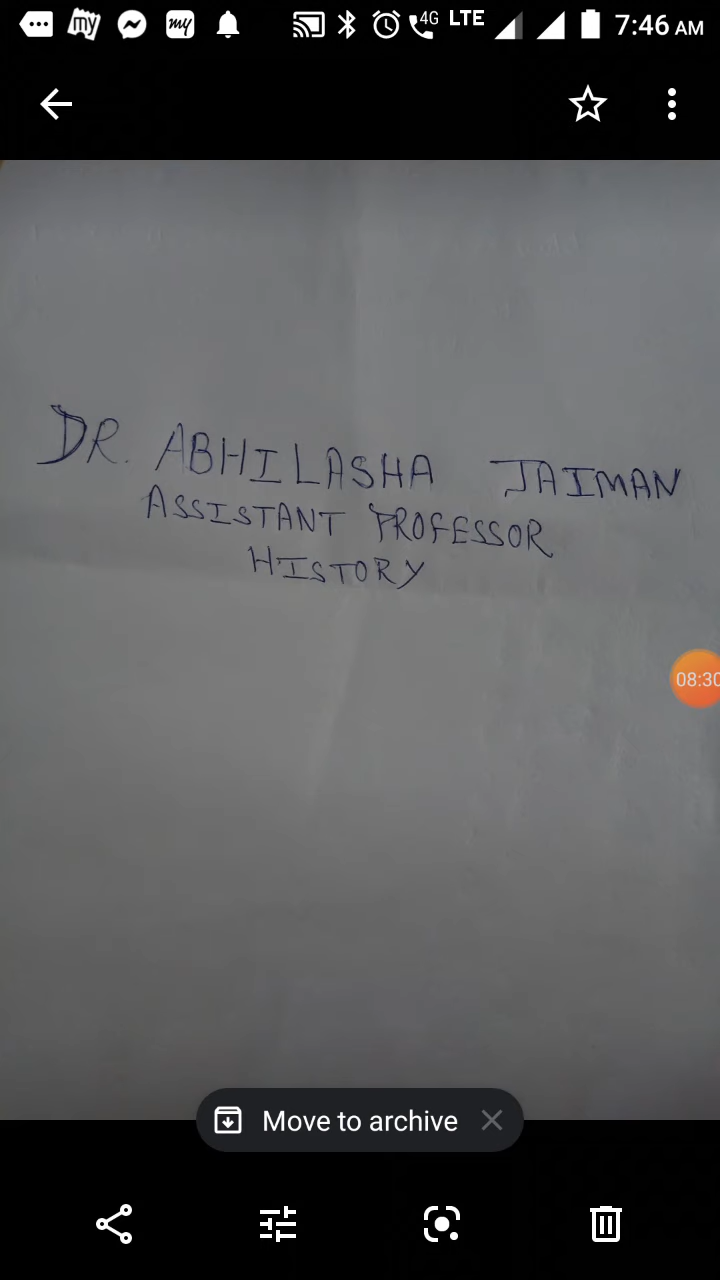 4G LTE 7:46 AM
DR. ABHILASHA JAIMAN
ASSISTANT PROFESSOR
HISTORY
08:30
Move to archive